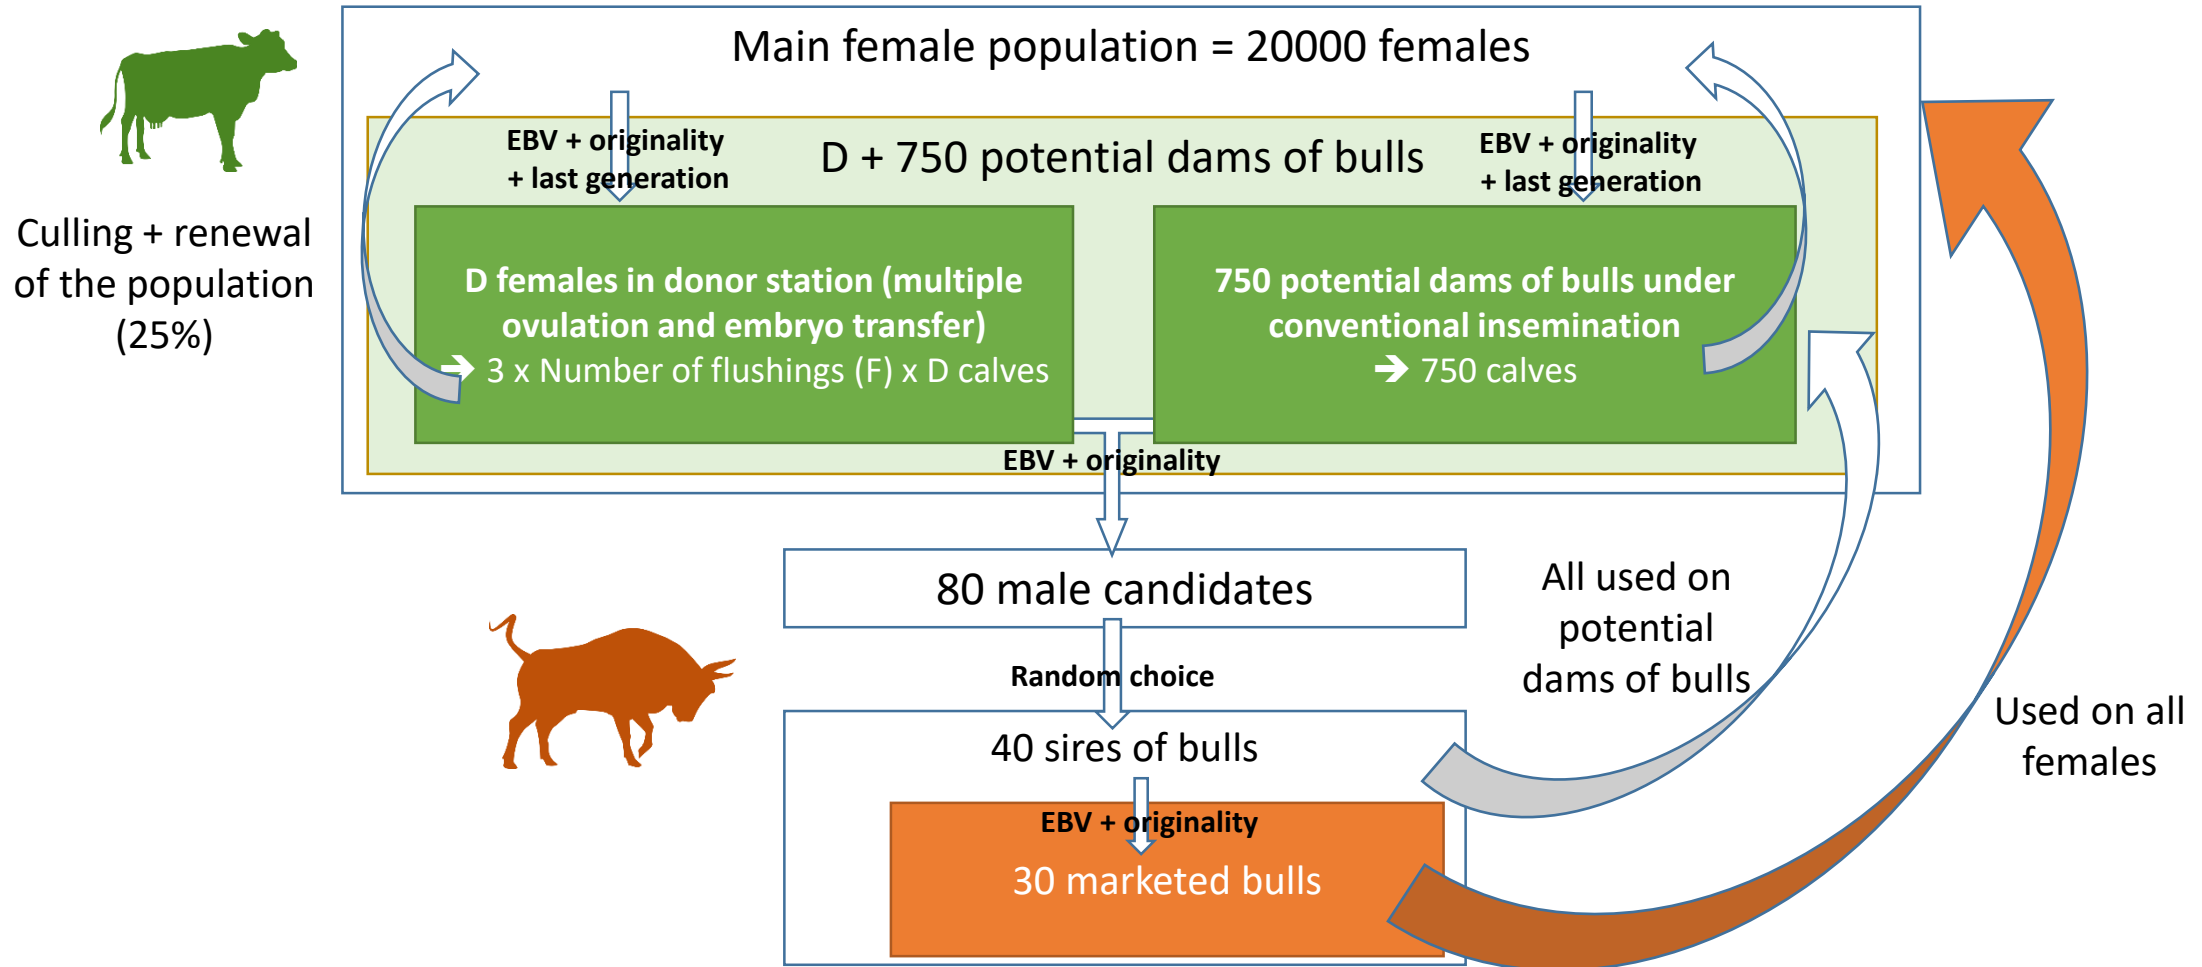 Main female population = 20000 females
EBV + originality
+ last generation
D + 750 potential dams of bulls
EBV + originality
+ last generation
Culling + renewal
of the population
(25%)
D females in donor station (multiple
ovulation and embryo transfer)
➔ 3 x Number of flushings (F) x D calves
750 potential dams of bulls under
conventional insemination
➔ 750 calves
EBV + originality
80 male candidates
All used on
potential
dams of bulls
Random choice
Used on all
females
40 sires of bulls
EBV + originality
30 marketed bulls